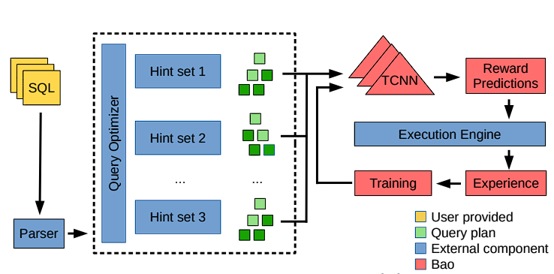 SQL
Parser
Query Optimizer
Hint set 1
Hint set 2
...
...
Hint set 3
TCNN
Reward
Predictions
Execution Engine
Training
Experience
User provided
Query plan
External component
Bao